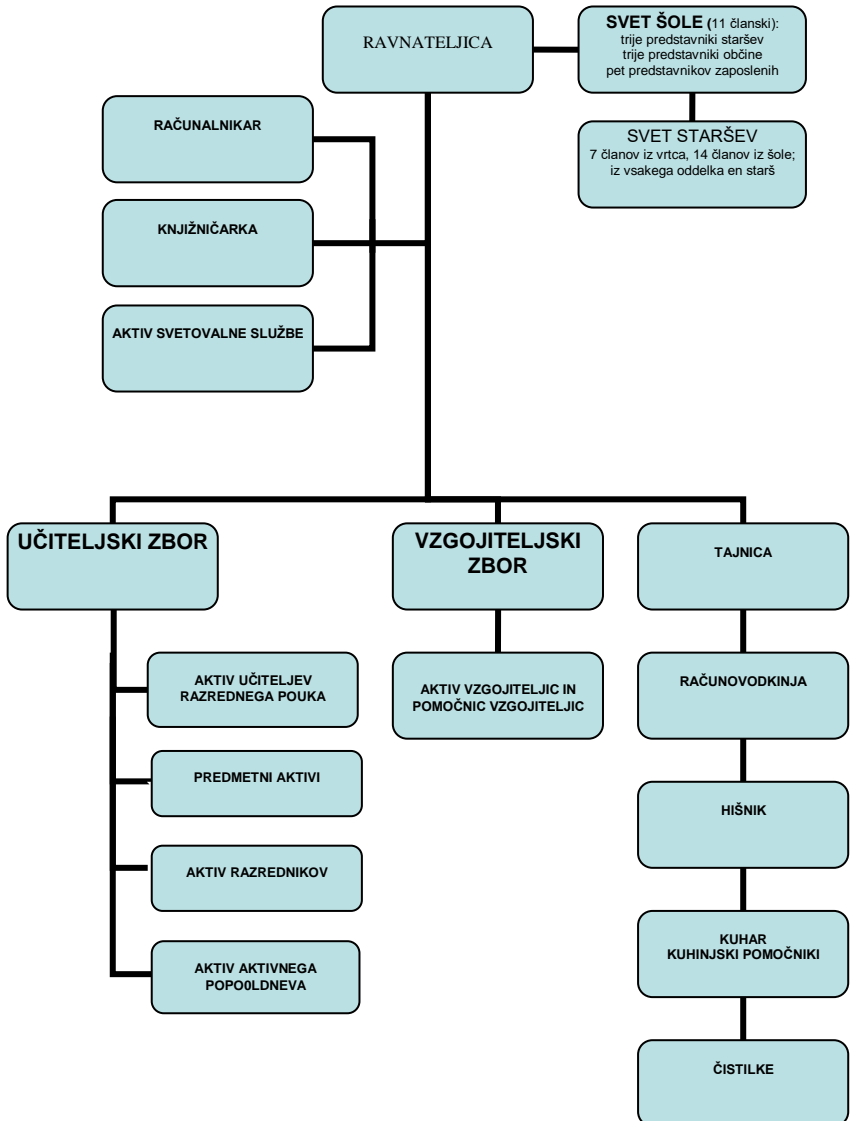 RAVNATELJICA
SVET ŠOLE (11 članski):
trije predstavniki staršev
trije predstavniki občine
pet predstavnikov zaposlenih
SVET STARŠEV
7 članov iz vrtca, 14 članov iz šole;
iz vsakega oddelka en starš
RAČUNALNIKAR
KNJIŽNIČARKA
AKTIV SVETOVALNE SLUŽBE
UČITELJSKI ZBOR
VZGOJITELJSKI
ZBOR
TAJNICA
AKTIV UČITELJEV
RAZREDNEGA POUKA
AKTIV VZGOJITELJIC IN
POMOČNIC VZGOJITELJIC
RAČUNOVODKINJA
PREDMETNI AKTIVI
HIŠNIK
AKTIV RAZREDNIKOV
KUHAR
KUHINJSKI POMOČNIKI
AKTIV AKTIVNEGA
POPO0LDNEVA
ČISTILKE